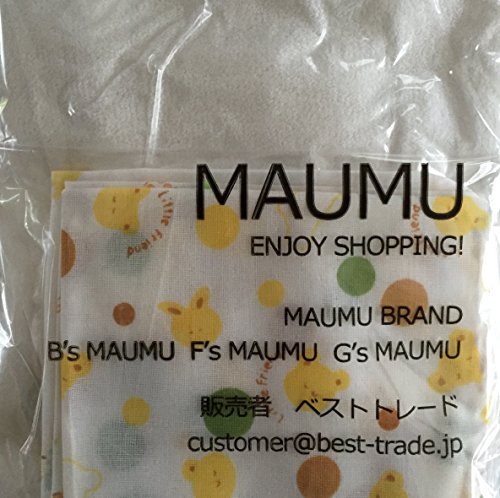 MAUMU
ENJOY SHOPPING!
MAUMU BRAND
B's MAUMU F's MAUMU G's MAUMU
販売者 ベストトレード
customer@best-trade.jp